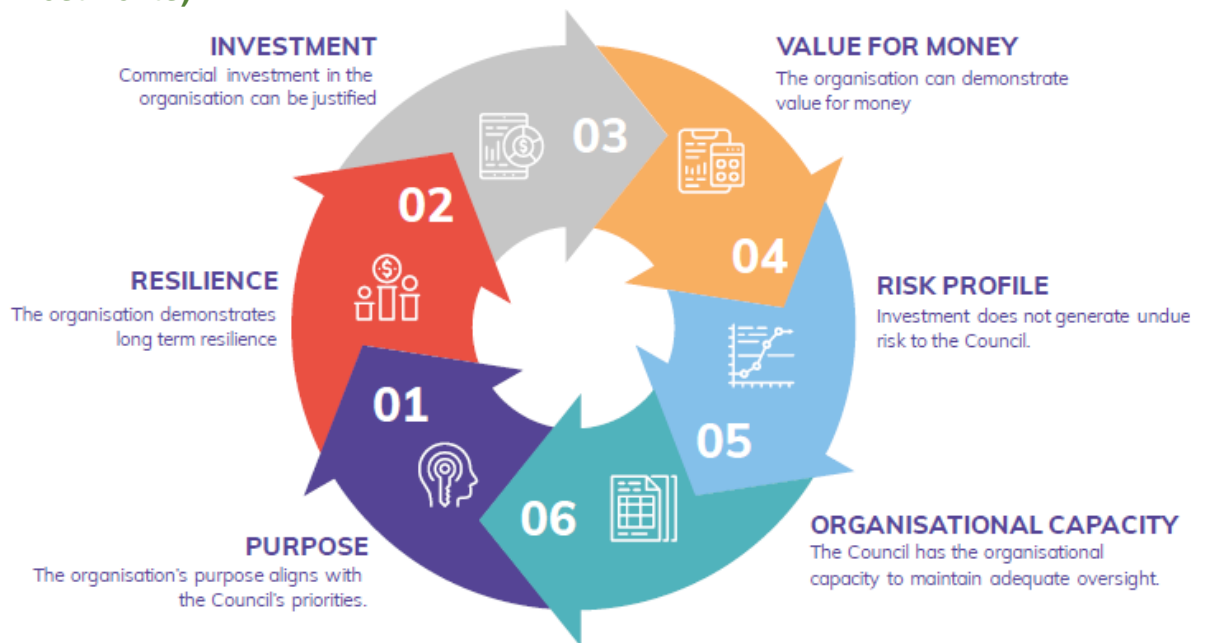 INVESTMENT
Commercial investment in the
organisation can be justified
VALUE FOR MONEY
The organisation can demonstrate
value for money
03
02
04
RESILIENCE
The organisation demonstrates
long term resilience
RISK PROFILE
Investment does not generate undue
risk to the Council.
01
05
06
PURPOSE
The organisation's purpose aligns with
the Council's priorities.
ORGANISATIONAL CAPACITY
The Council has the organisational
capacity to maintain adequate oversight.